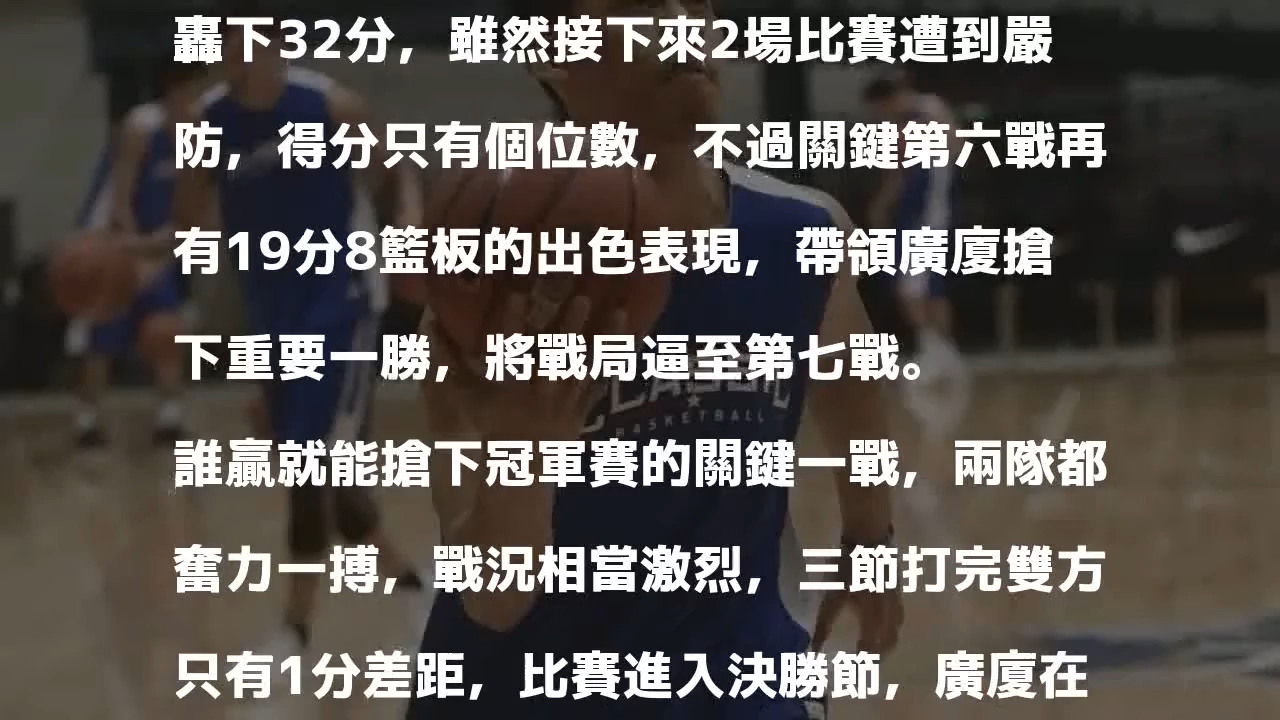 轟下32分，雖然接下來2場比賽遭到嚴
防，得分只有個位數，不過關鍵第六戰再
有19分8籃板的出色表現，帶領廣廈搶
下重要一勝，將戰局逼至第七戰。
誰贏就能搶下冠軍賽的關鍵一戰，兩隊都
奮力一搏，戰況相當激烈，三節打完雙方
只有1分差距，比賽進入決勝節，廣廈在
CLASSIC
BASKETBALL